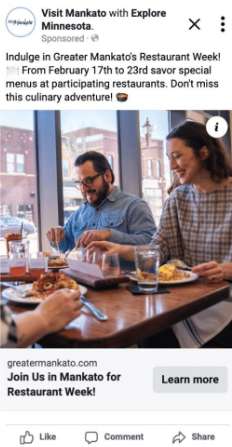 Visit Mankato with Explore
Minnesota.
Sponsored ·
Indulge in Greater Mankato's Restaurant Week!
🍽️ From February 17th to 23rd savor special
menus at participating restaurants. Don't miss
this culinary adventure! 🍲
greatermankato.com
Join Us in Mankato for
Restaurant Week!
Learn more
Like Comment Share